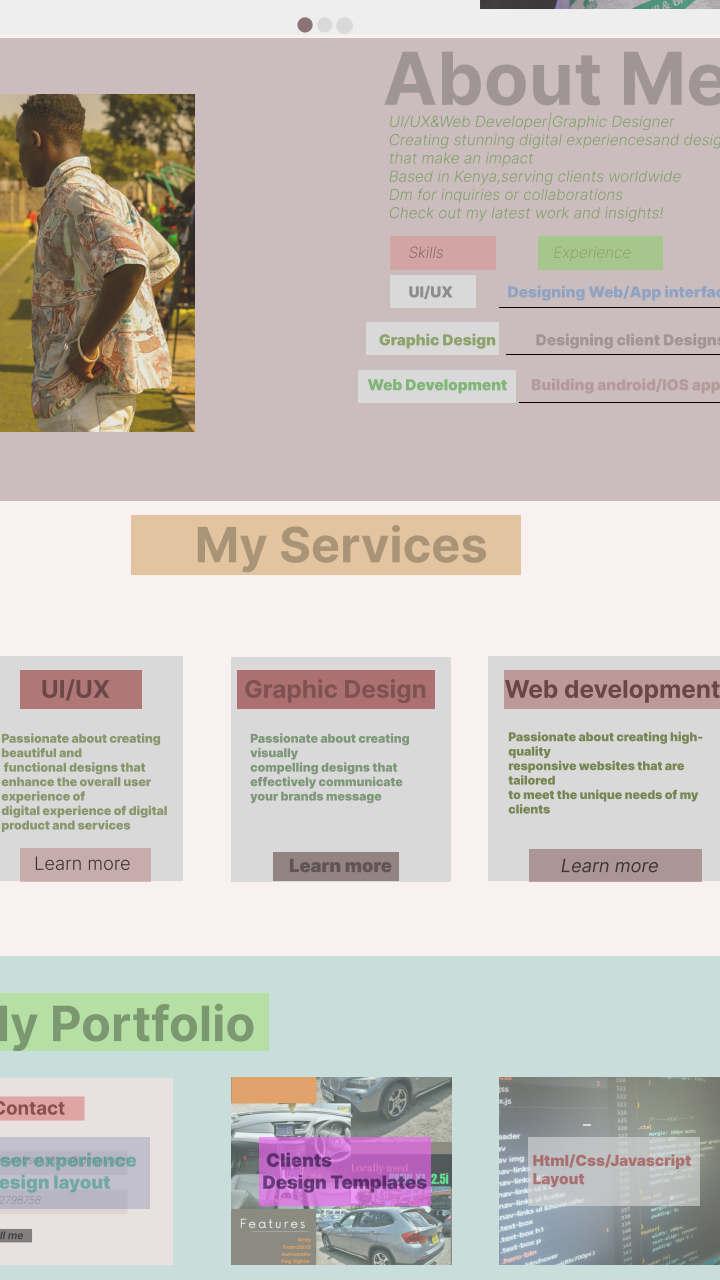 About Me
UI/UX&Web Developer|Graphic Designer
Creating stunning digital experiencesand desig
that make an impact
Based in Kenya,serving clients worldwide
Dm for inquiries or collaborations
Check out my latest work and insights!
Skills Experience
UI/UX Designing Web/App interfac
Graphic Design Designing client Designs
Web Development Building android/IOS app
My Services
UI/UX
Passionate about creating
beautiful and
functional designs that
enhance the overall user
experience of
digital experience of digital
product and services
Learn more
Graphic Design
Passionate about creating
visually
compelling designs that
effectively communicate
your brands message
Learn more
Web development
Passionate about creating high-
quality
responsive websites that are
tailored
to meet the unique needs of my
clients
Learn more
ly Portfolio
Contact
ser experience
esign layout
2798758
ll me
Clients
Design Templates
Locally used
2.5i
Features
Html/Css/Javascript
Layout